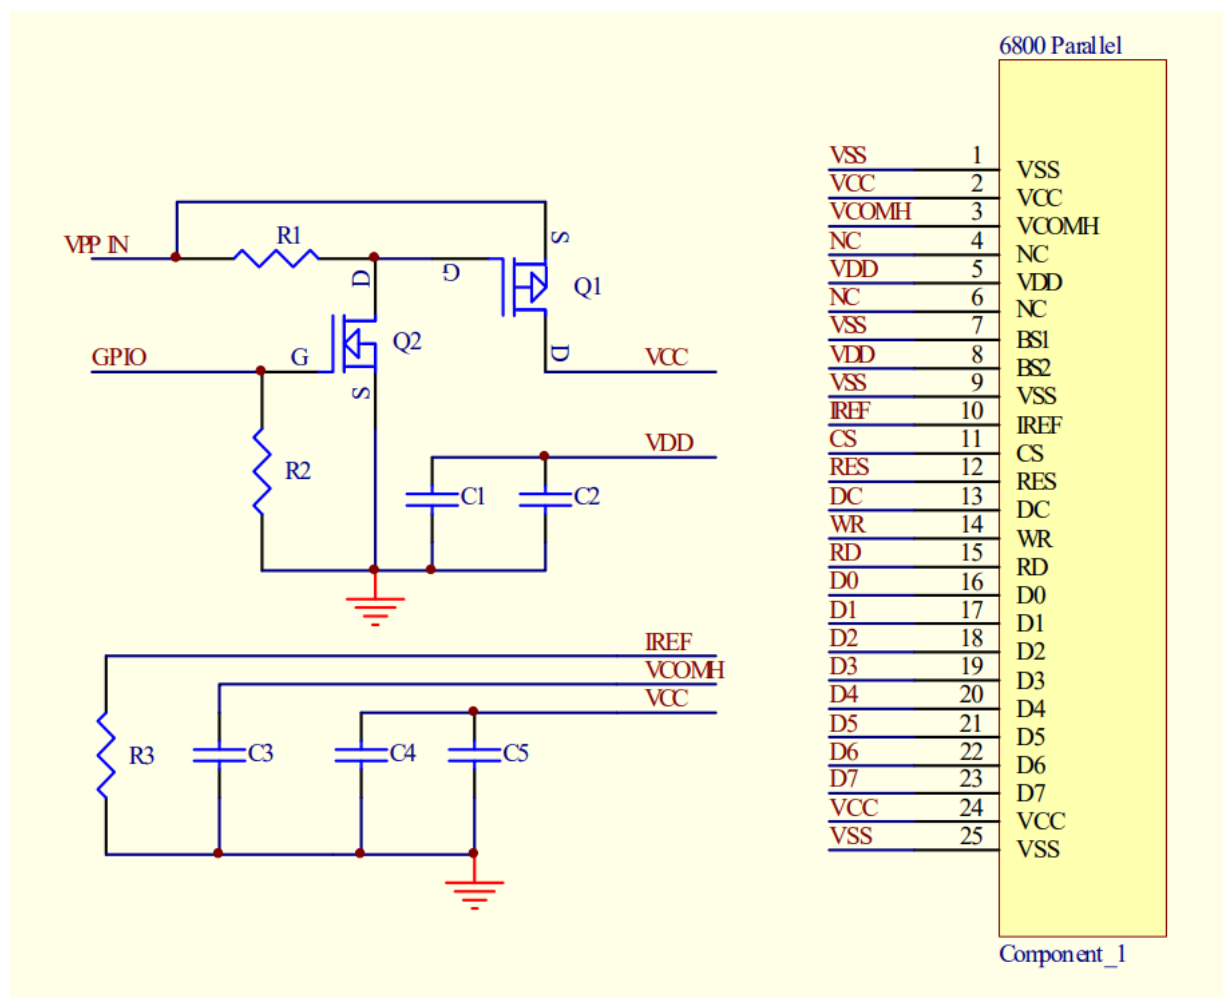 6800 Parallel
VSS 1 VSS
VCC 2 VCC
VCOMH 3 VCOMH
NC 4 NC
VDD 5 VDD
NC 6 NC
VSS 7 BS1
VDD 8 BS2
VSS 9 VSS
IREF 10 IREF
CS 11 CS
RES 12 RES
DC 13 DC
WR 14 WR
RD 15 RD
D0 16 D0
D1 17 D1
D2 18 D2
D3 19 D3
D4 20 D4
D5 21 D5
D6 22 D6
D7 23 D7
VCC 24 VCC
VSS 25 VSS
Component_1
VPP IN
R1
S
D
G
Q1
GPIO
G
Q2
D
VCC
S
VDD
R2
C1
C2
IREF
VCOMH
VCC
R3
C3
C4
C5